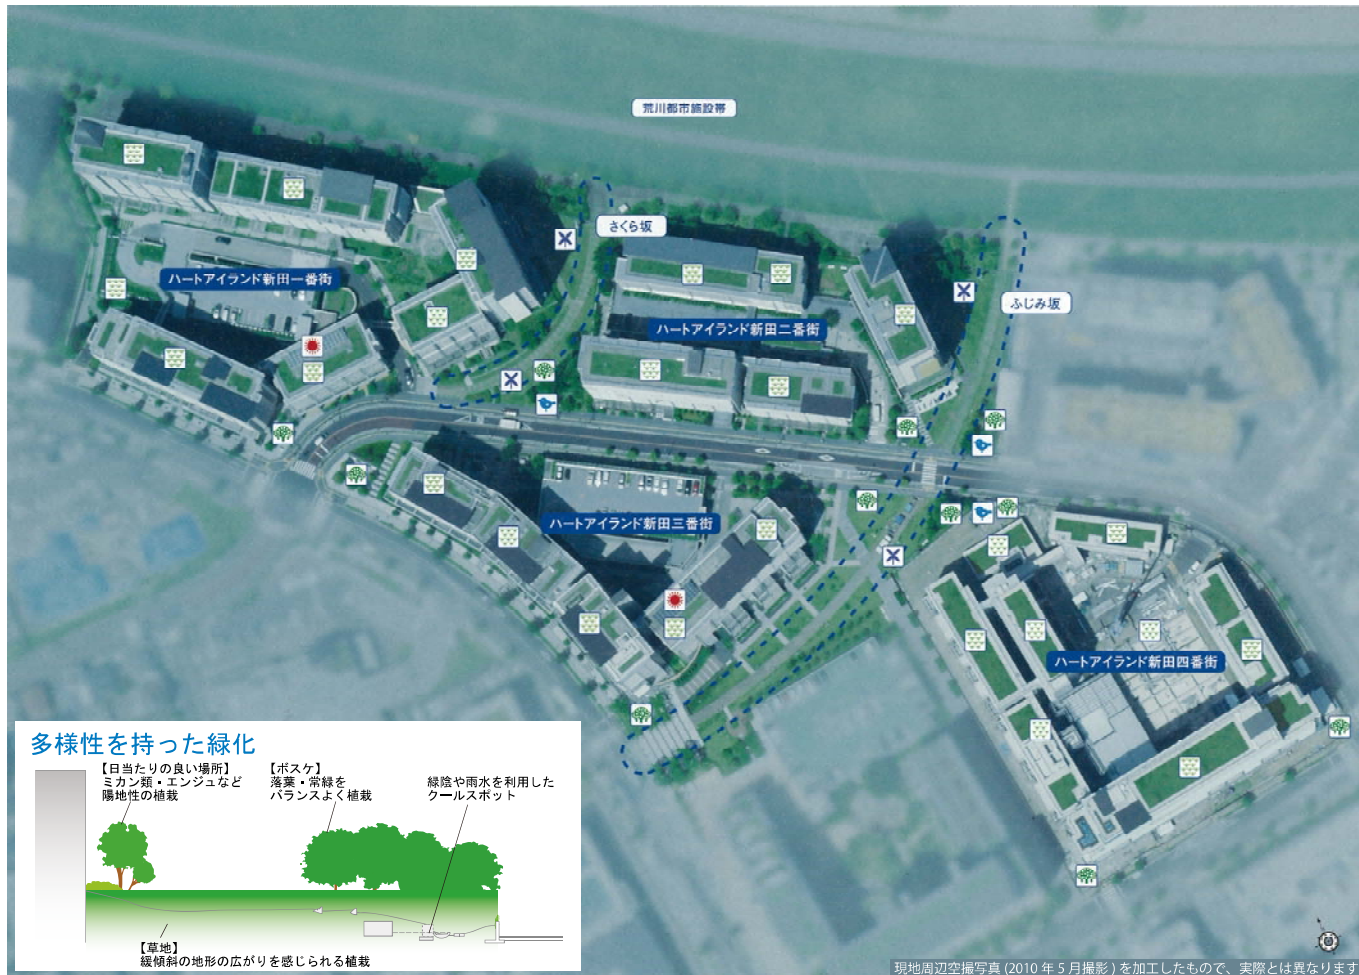 荒川都市施設帯
さくら坂
ハートアイランド新田一番街
ふじみ坂
ハートアイランド新田二番街
ハートアイランド新田三番街
ハートアイランド新田四番街
多様性を持った緑化
【日当たりの良い場所】
ミカン類・エンジュなど
陽地性の植栽
【ボスケ】
落葉・常緑を
バランスよく植栽
緑陰や雨水を利用した
クールスポット
【草地】
緩傾斜の地形の広がりを感じられる植栽
現地周辺空撮写真(2010年5月撮影)を加工したもので、実際とは異なります